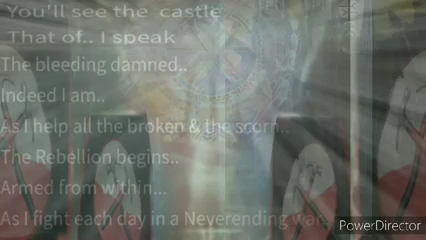 You'll see the castle
That of.. I speak
The bleeding damned..
Indeed I am..
As I help all the broken & the scorn..
The Rebellion begins..
Armed from within...
As I fight each day in a Neverending war
PowerDirector